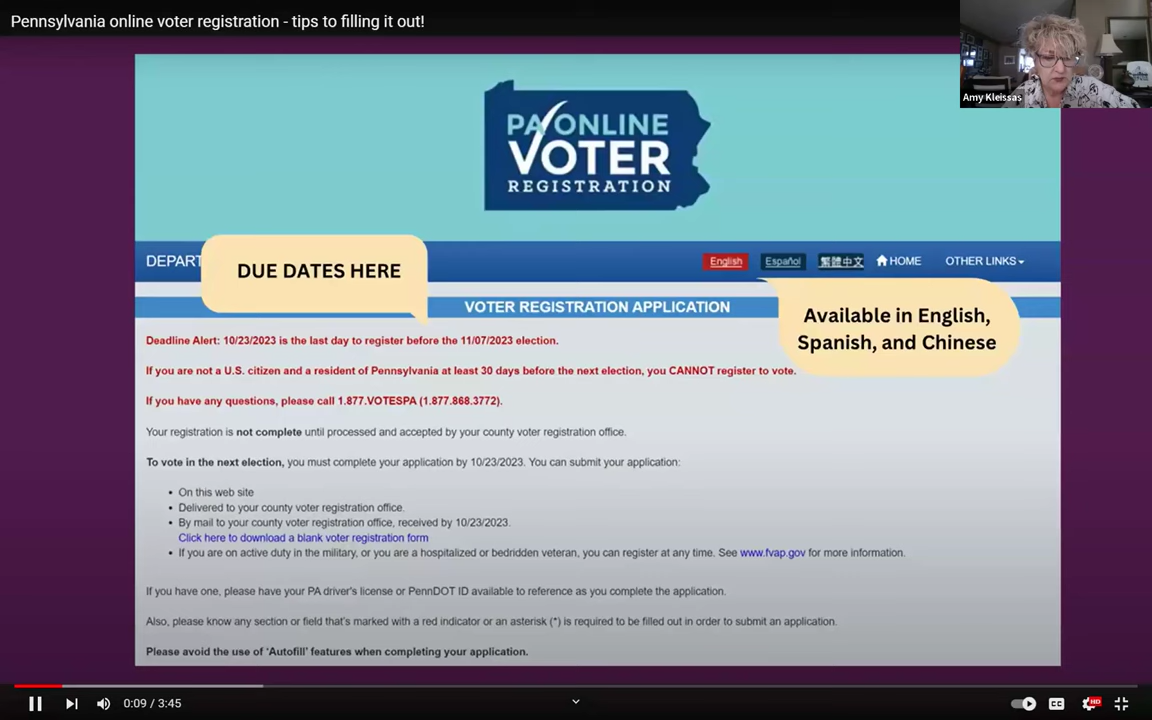 Pennsylvania online voter registration - tips to filling it out!
Amy Kleissas
PA ONLINE
VOTER
REGISTRATION
DEPART
DUE DATES HERE
English Español 繁體中文 HOME OTHER LINKS
VOTER REGISTRATION APPLICATION
Available in English,
Spanish, and Chinese
Deadline Alert: 10/23/2023 is the last day to register before the 11/07/2023 election.
If you are not a U.S. citizen and a resident of Pennsylvania at least 30 days before the next election, you CANNOT register to vote.
If you have any questions, please call 1.877.VOTESPA (1.877.868.3772).
Your registration is not complete until processed and accepted by your county voter registration office.
To vote in the next election, you must complete your application by 10/23/2023. You can submit your application:
• On this web site
• Delivered to your county voter registration office.
• By mail to your county voter registration office, received by 10/23/2023.
Click here to download a blank voter registration form
• If you are on active duty in the military, or you are a hospitalized or bedridden veteran, you can register at any time. See www.fvap.gov for more information.
If you have one, please have your PA driver's license or PennDOT ID available to reference as you complete the application.
Also, please know any section or field that's marked with a red indicator or an asterisk (*) is required to be filled out in order to submit an application.
Please avoid the use of 'Autofill' features when completing your application.
0:09 / 3:45
CC
HD